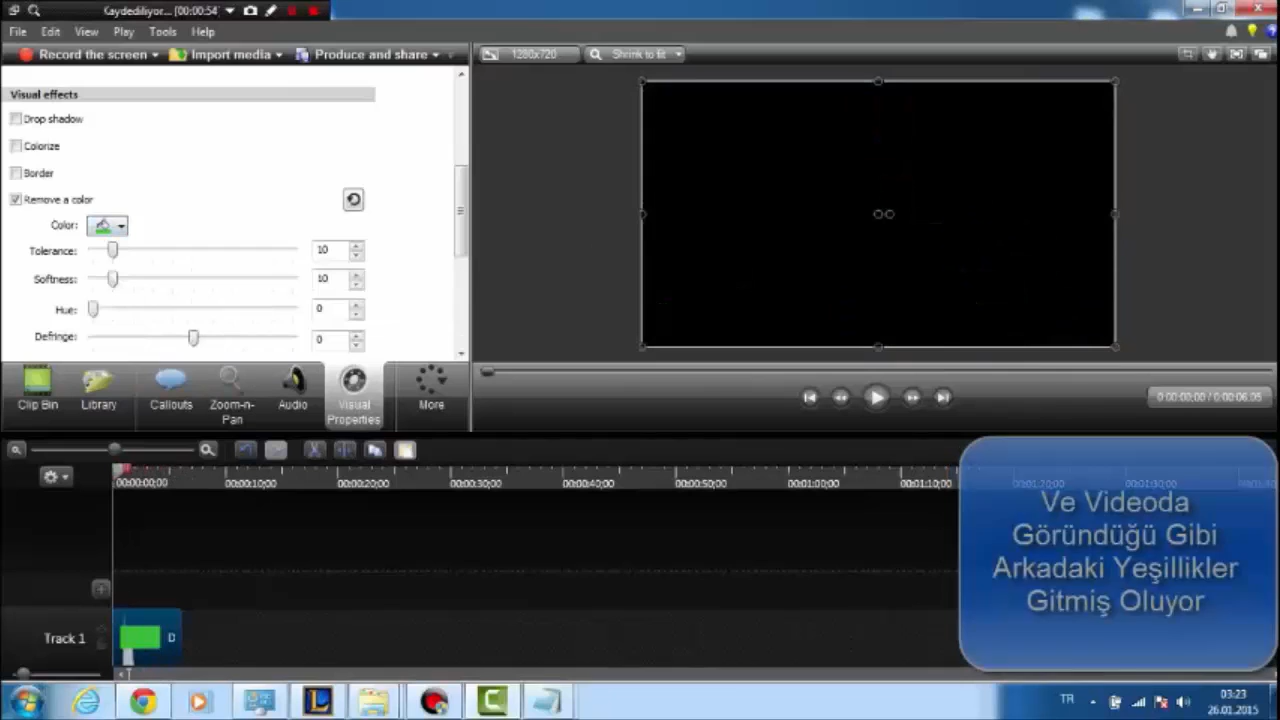 Kaydediliyor... [00:00:54]
File Edit View Play Tools Help
Record the screen Import media Produce and share
1280x720 Shrink to fit
Visual effects
Drop shadow
Colorize
Border
Remove a color
Color:
Tolerance: 10
Softness: 10
Hue: 0
Defringe: 0
Clip Bin Library Callouts Zoom-n-Pan Audio Visual Properties More
0:00:00;00 / 0:00:06;05
00:00:00;00 00:00:10;00 00:00:20;00 00:00:30;00 00:00:40;00 00:00:50;00 00:01:00;00 00:01:10;00 00:01:20;00 00:01:30;00
Ve Videoda
Göründüğü Gibi
Arkadaki Yeşillikler
Gitmiş Oluyor
Track 1 D
TR 03:23
26.01.2015